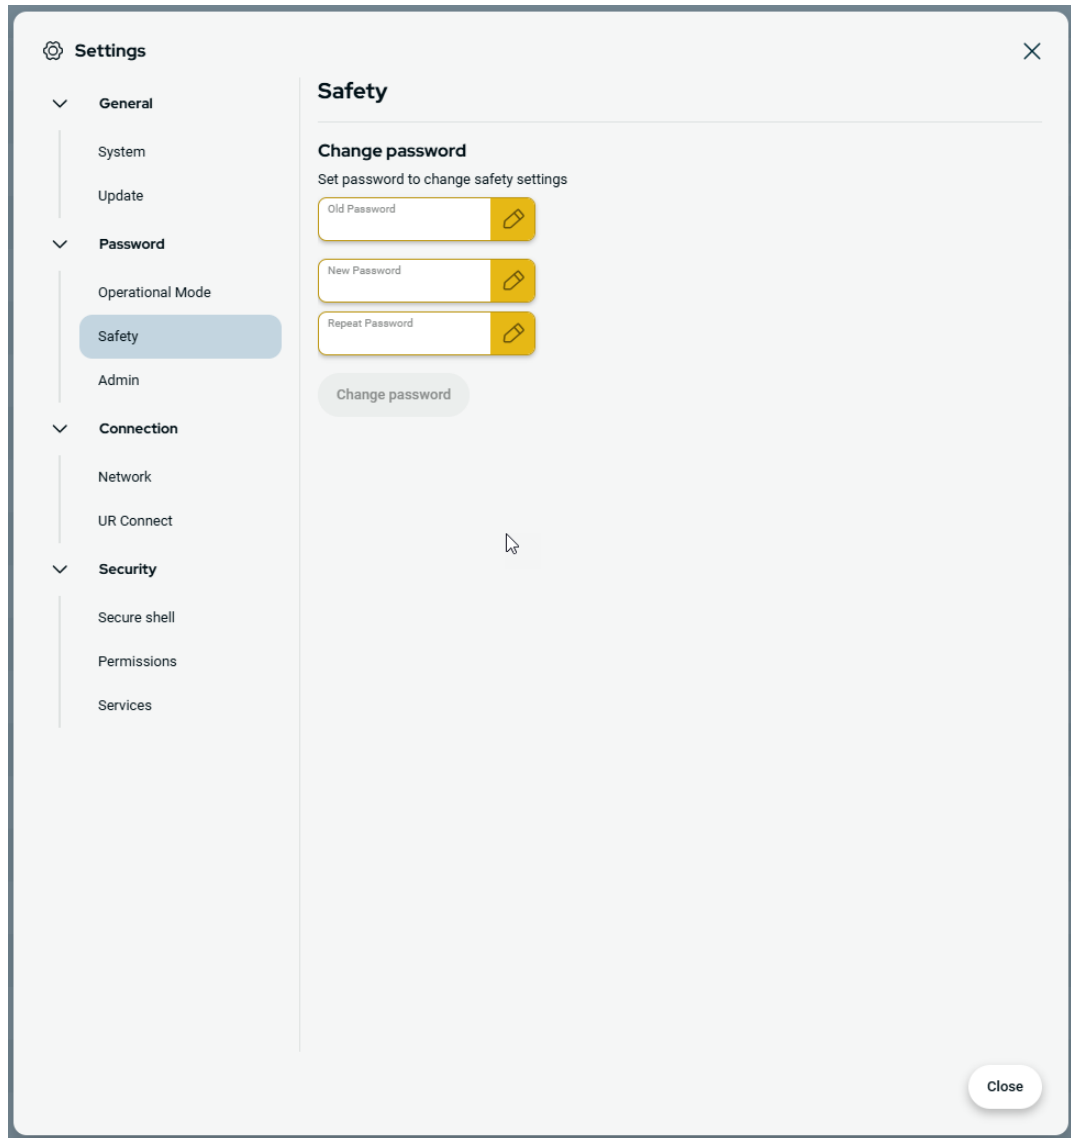 Settings
General
System
Update
Password
Operational Mode
Safety
Admin
Connection
Network
UR Connect
Security
Secure shell
Permissions
Services
Safety
Change password
Set password to change safety settings
Old Password
New Password
Repeat Password
Change password
Close